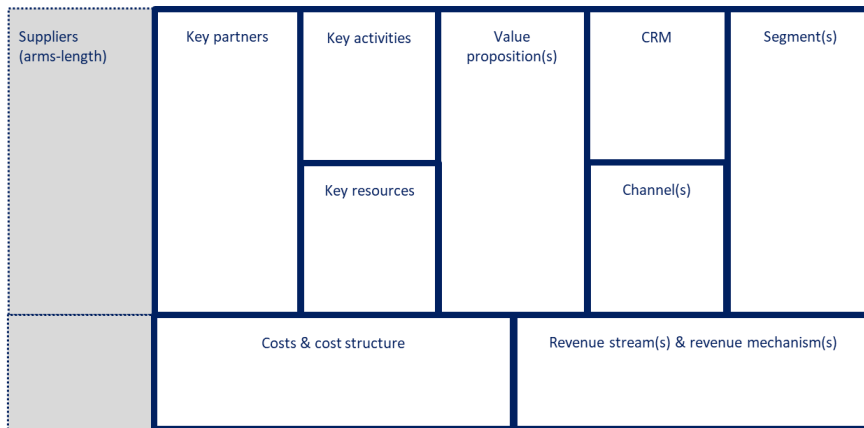 Suppliers
(arms-length)
Key partners
Key activities
Value
proposition(s)
CRM
Segment(s)
Key resources
Channel(s)
Costs & cost structure
Revenue stream(s) & revenue mechanism(s)